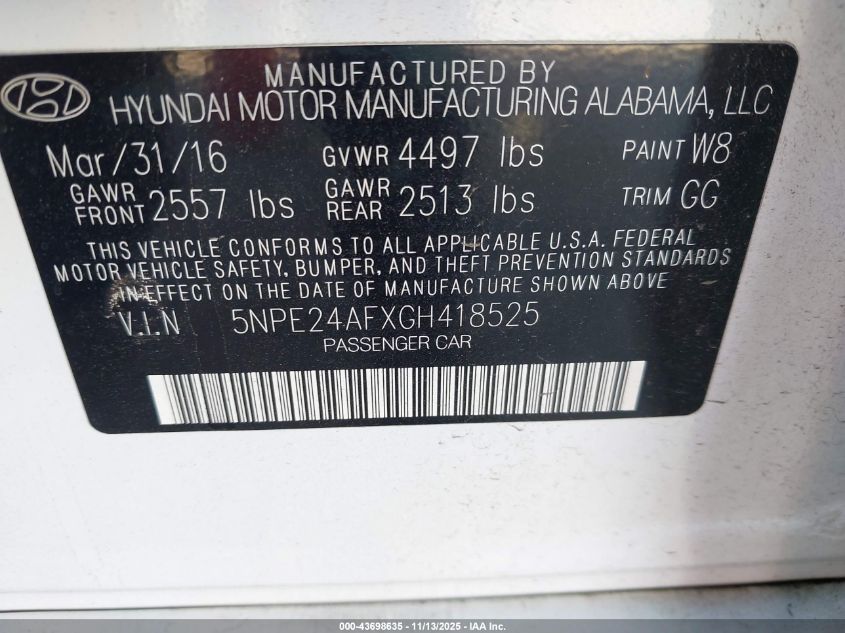 MANUFACTURED BY
HYUNDAI MOTOR MANUFACTURING ALABAMA, LLC
Mar/31/16 GVWR 4497 lbs PAINT W8
GAWR FRONT 2557 lbs GAWR REAR 2513 lbs TRIM GG
THIS VEHICLE CONFORMS TO ALL APPLICABLE U.S.A. FEDERAL
MOTOR VEHICLE SAFETY, BUMPER, AND THEFT PREVENTION STANDARDS
IN EFFECT ON THE DATE OF MANUFACTURE SHOWN ABOVE
V.I.N 5NPE24AFXGH418525
PASSENGER CAR
000-43698635 - 11/13/2025 - IAA Inc.